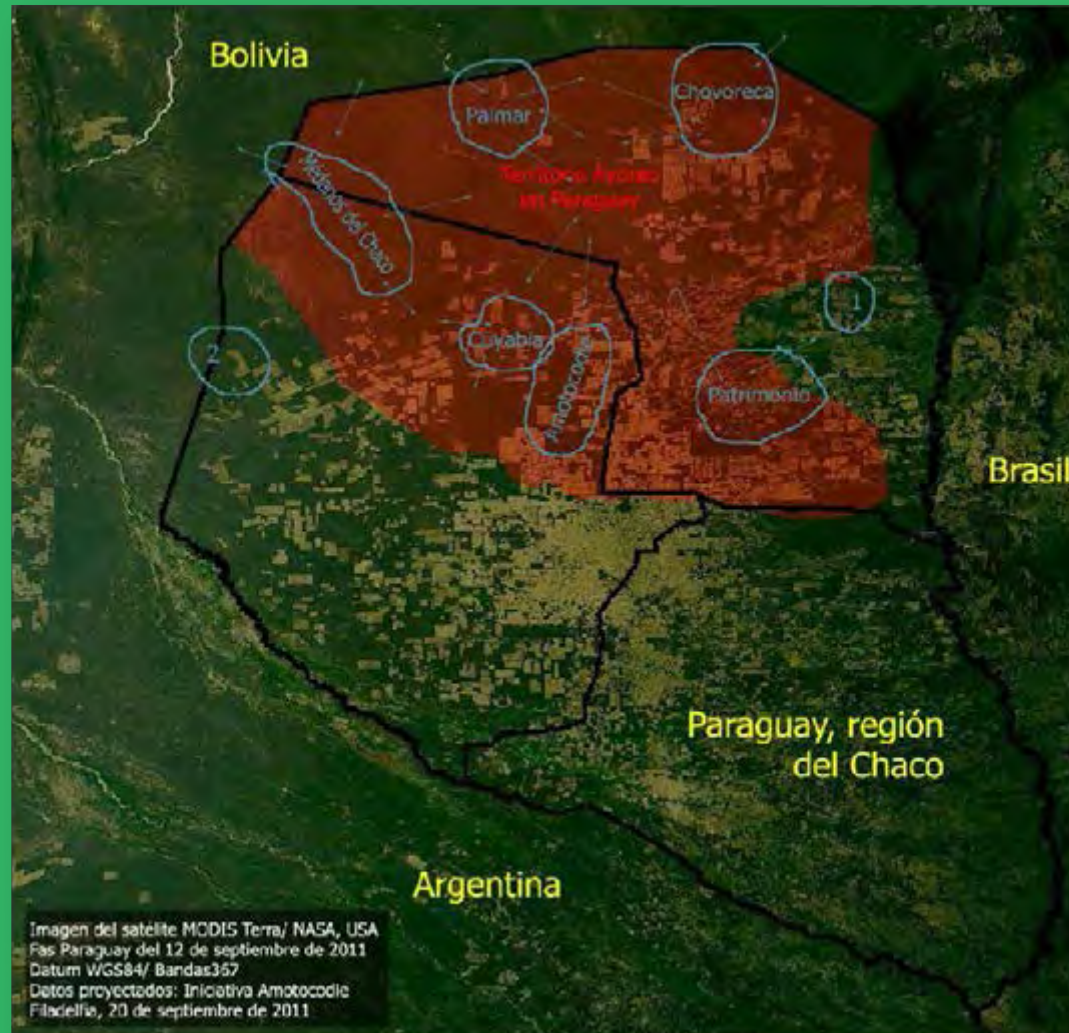 Bolivia
Palmar
Chovoreca
Médanos del Chaco
Territorio Ayoreo
en Paraguay
1
2
Cuyabia
Amotocodie
Patrimonio
Brasil
Paraguay, región
del Chaco
Argentina
Imagen del satélite MODIS Terra/ NASA, USA
Fas Paraguay del 12 de septiembre de 2011
Datum WGS84/ Bandas367
Datos proyectados: Iniciativa Amotocodie
Filadelfia, 20 de septiembre de 2011